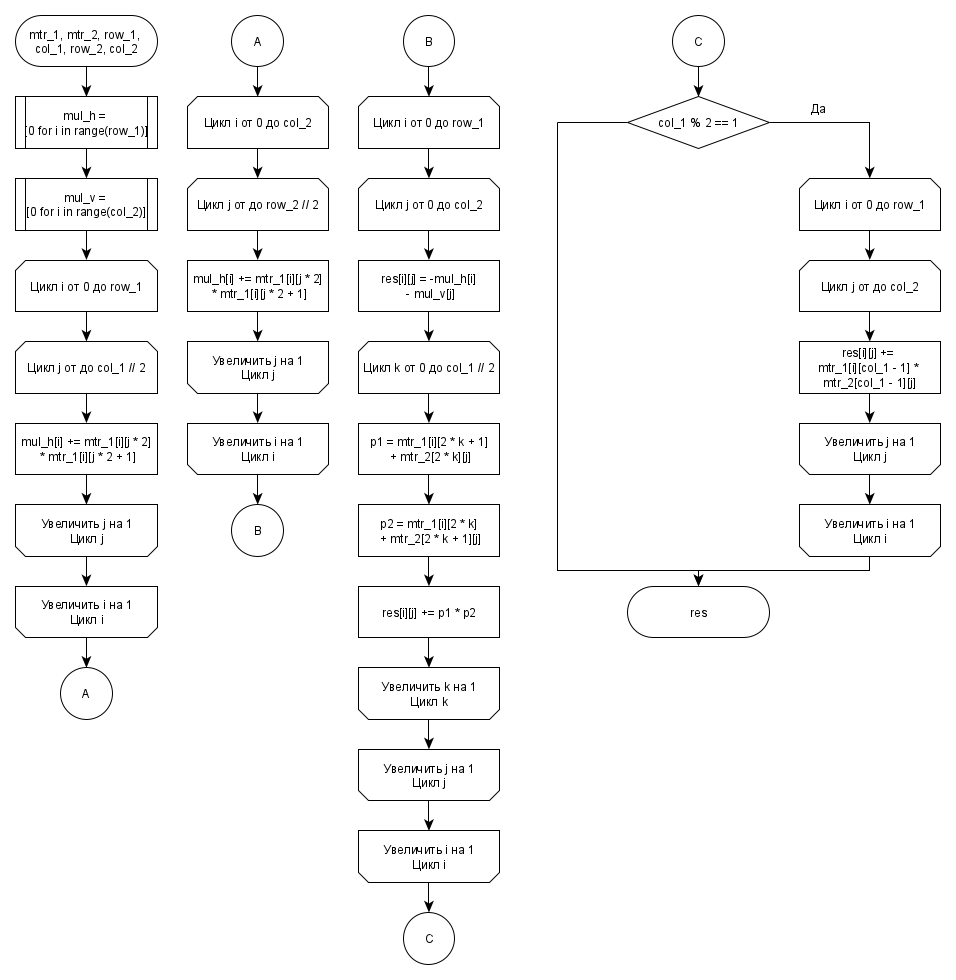 mtr_1, mtr_2, row_1,
col_1, row_2, col_2
mul_h =
[0 for i in range(row_1)]
mul_v =
[0 for i in range(col_2)]
Цикл i от 0 до row_1
Цикл j от до col_1 // 2
mul_h[i] += mtr_1[i][j * 2]
* mtr_1[i][j * 2 + 1]
Увеличить j на 1
Цикл j
Увеличить i на 1
Цикл i
A
A
Цикл i от 0 до col_2
Цикл j от до row_2 // 2
mul_h[i] += mtr_1[i][j * 2]
* mtr_1[i][j * 2 + 1]
Увеличить j на 1
Цикл j
Увеличить i на 1
Цикл i
B
B
Цикл i от 0 до row_1
Цикл j от 0 до col_2
res[i][j] = -mul_h[i]
- mul_v[j]
Цикл k от 0 до col_1 // 2
p1 = mtr_1[i][2 * k + 1]
+ mtr_2[2 * k][j]
p2 = mtr_1[i][2 * k]
+ mtr_2[2 * k + 1][j]
res[i][j] += p1 * p2
Увеличить k на 1
Цикл k
Увеличить j на 1
Цикл j
Увеличить i на 1
Цикл i
C
C
col_1 % 2 == 1
Да
Цикл i от 0 до row_1
Цикл j от до col_2
res[i][j] +=
mtr_1[i][col_1 - 1] *
mtr_2[col_1 - 1][j]
Увеличить j на 1
Цикл j
Увеличить i на 1
Цикл i
res